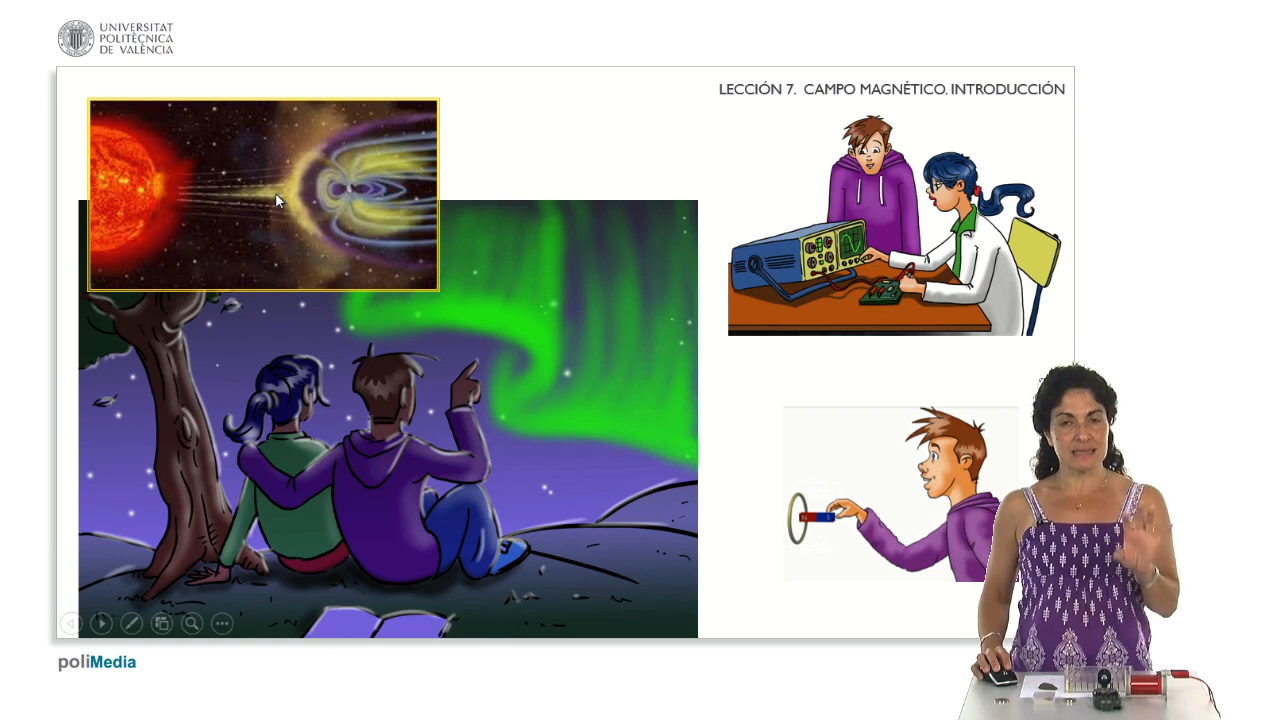 UNIVERSITAT
POLITÈCNICA
DE VALÈNCIA
LECCIÓN 7. CAMPO MAGNÉTICO. INTRODUCCIÓN
N S
poliMedia